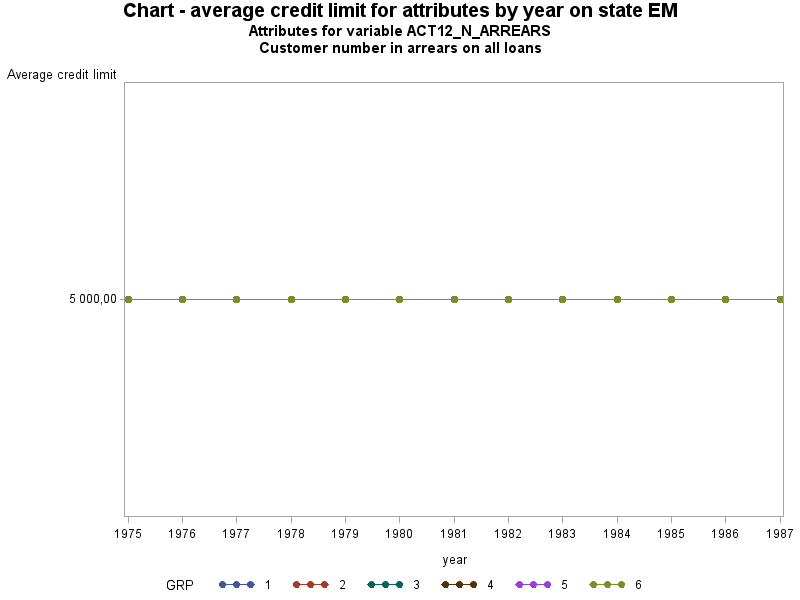 Chart - average credit limit for attributes by year on state EM
Attributes for variable ACT12_N_ARREARS
Customer number in arrears on all loans
Average credit limit
5 000,00
1975 1976 1977 1978 1979 1980 1981 1982 1983 1984 1985 1986 1987
year
GRP 1 2 3 4 5 6